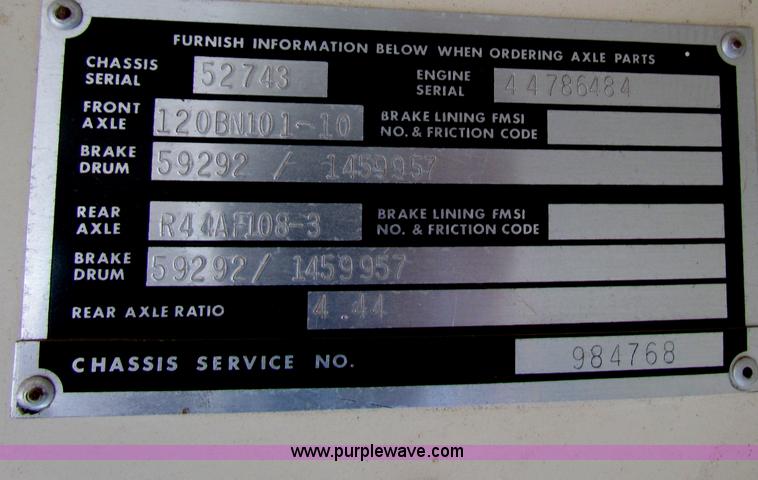 FURNISH INFORMATION BELOW WHEN ORDERING AXLE PARTS
CHASSIS SERIAL 52743 ENGINE SERIAL 44786484
FRONT AXLE 120BN101-10 BRAKE LINING FMSI NO. & FRICTION CODE
BRAKE DRUM 59292 / 1459957
REAR AXLE R44AF108-3 BRAKE LINING FMSI NO. & FRICTION CODE
BRAKE DRUM 59292/ 1459957
REAR AXLE RATIO 4.44
CHASSIS SERVICE NO. 984768
www.purplewave.com